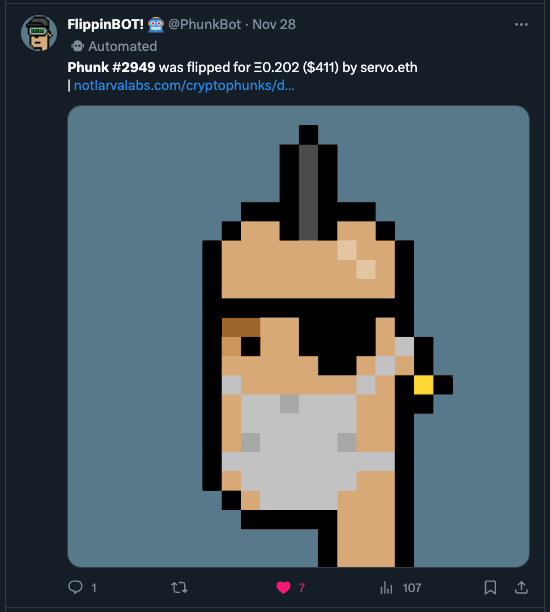 FlippinBOT! 🤖 @PhunkBot · Nov 28 ···
Automated
Phunk #2949 was flipped for Ξ0.202 ($411) by servo.eth
| notlarvalabs.com/cryptophunks/d…
1 7 107